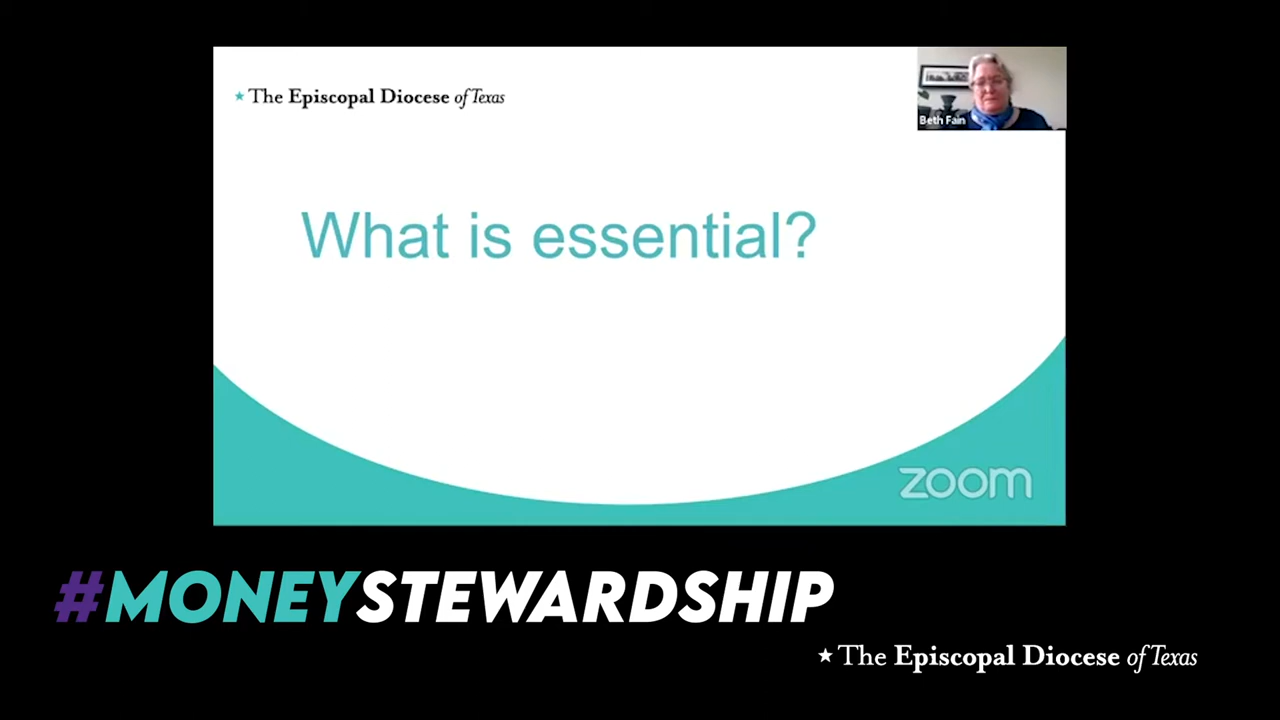 ★ The Episcopal Diocese of Texas
Beth Fain
What is essential?
zoom
#MONEYSTEWARDSHIP
★ The Episcopal Diocese of Texas